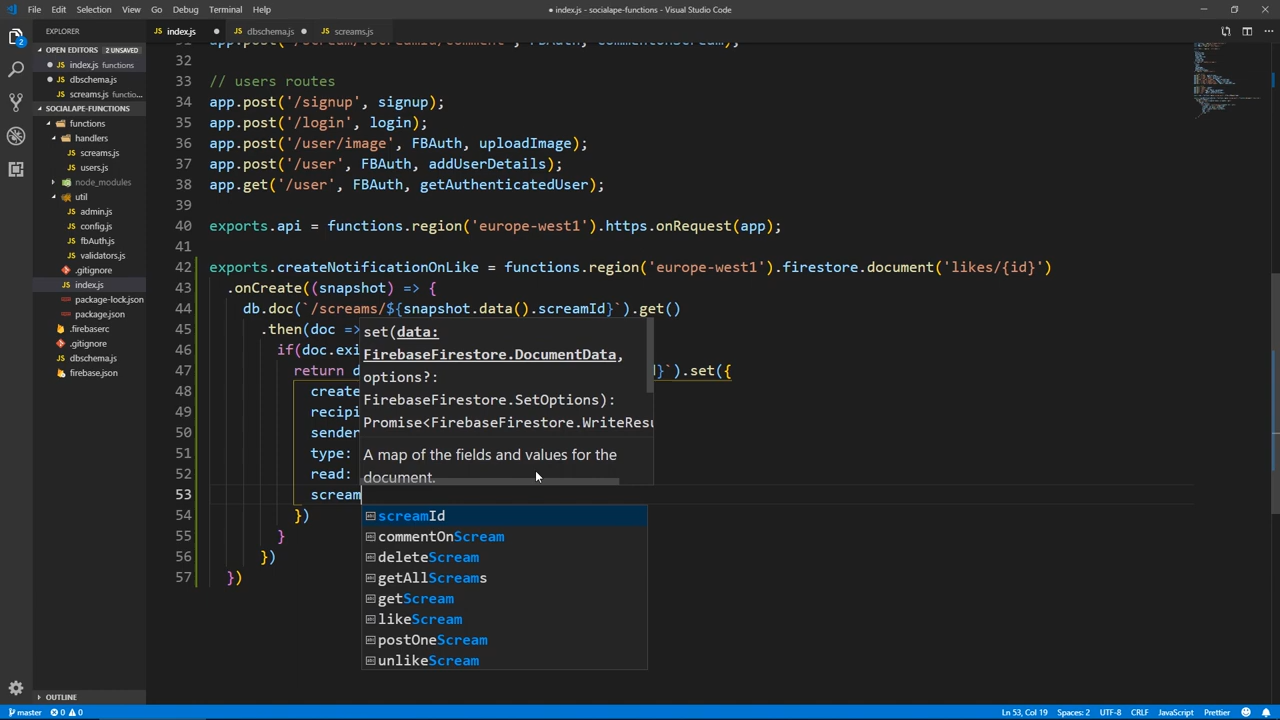 File Edit Selection View Go Debug Terminal Help
● index.js - socialape-functions - Visual Studio Code
EXPLORER
index.js
dbschema.js
screams.js
OPEN EDITORS 2 UNSAVED
index.js functions
dbschema.js
screams.js functio...
SOCIALAPE-FUNCTIONS
functions
handlers
screams.js
users.js
node_modules
util
admin.js
config.js
fbAuth.js
validators.js
.gitignore
index.js
package-lock.json
package.json
.firebaserc
.gitignore
dbschema.js
firebase.json
OUTLINE
32
33 // users routes
34 app.post('/signup', signup);
35 app.post('/login', login);
36 app.post('/user/image', FBAuth, uploadImage);
37 app.post('/user', FBAuth, addUserDetails);
38 app.get('/user', FBAuth, getAuthenticatedUser);
39
40 exports.api = functions.region('europe-west1').https.onRequest(app);
41
42 exports.createNotificationOnLike = functions.region('europe-west1').firestore.document('likes/{id}')
43 .onCreate((snapshot) => {
44 db.doc(`/screams/${snapshot.data().screamId}`).get()
45 .then(doc =>
46 if(doc.exi
47 return d }`).set({
48 create
49 recipi
50 sender
51 type:
52 read:
53 scream
54 })
55 }
56 })
57 })
set(data:
FirebaseFirestore.DocumentData,
options?:
FirebaseFirestore.SetOptions):
Promise<FirebaseFirestore.WriteResu
A map of the fields and values for the
document.
screamId
commentOnScream
deleteScream
getAllScreams
getScream
likeScream
postOneScream
unlikeScream
master 0 0
Ln 53, Col 19 Spaces: 2 UTF-8 CRLF JavaScript Prettier